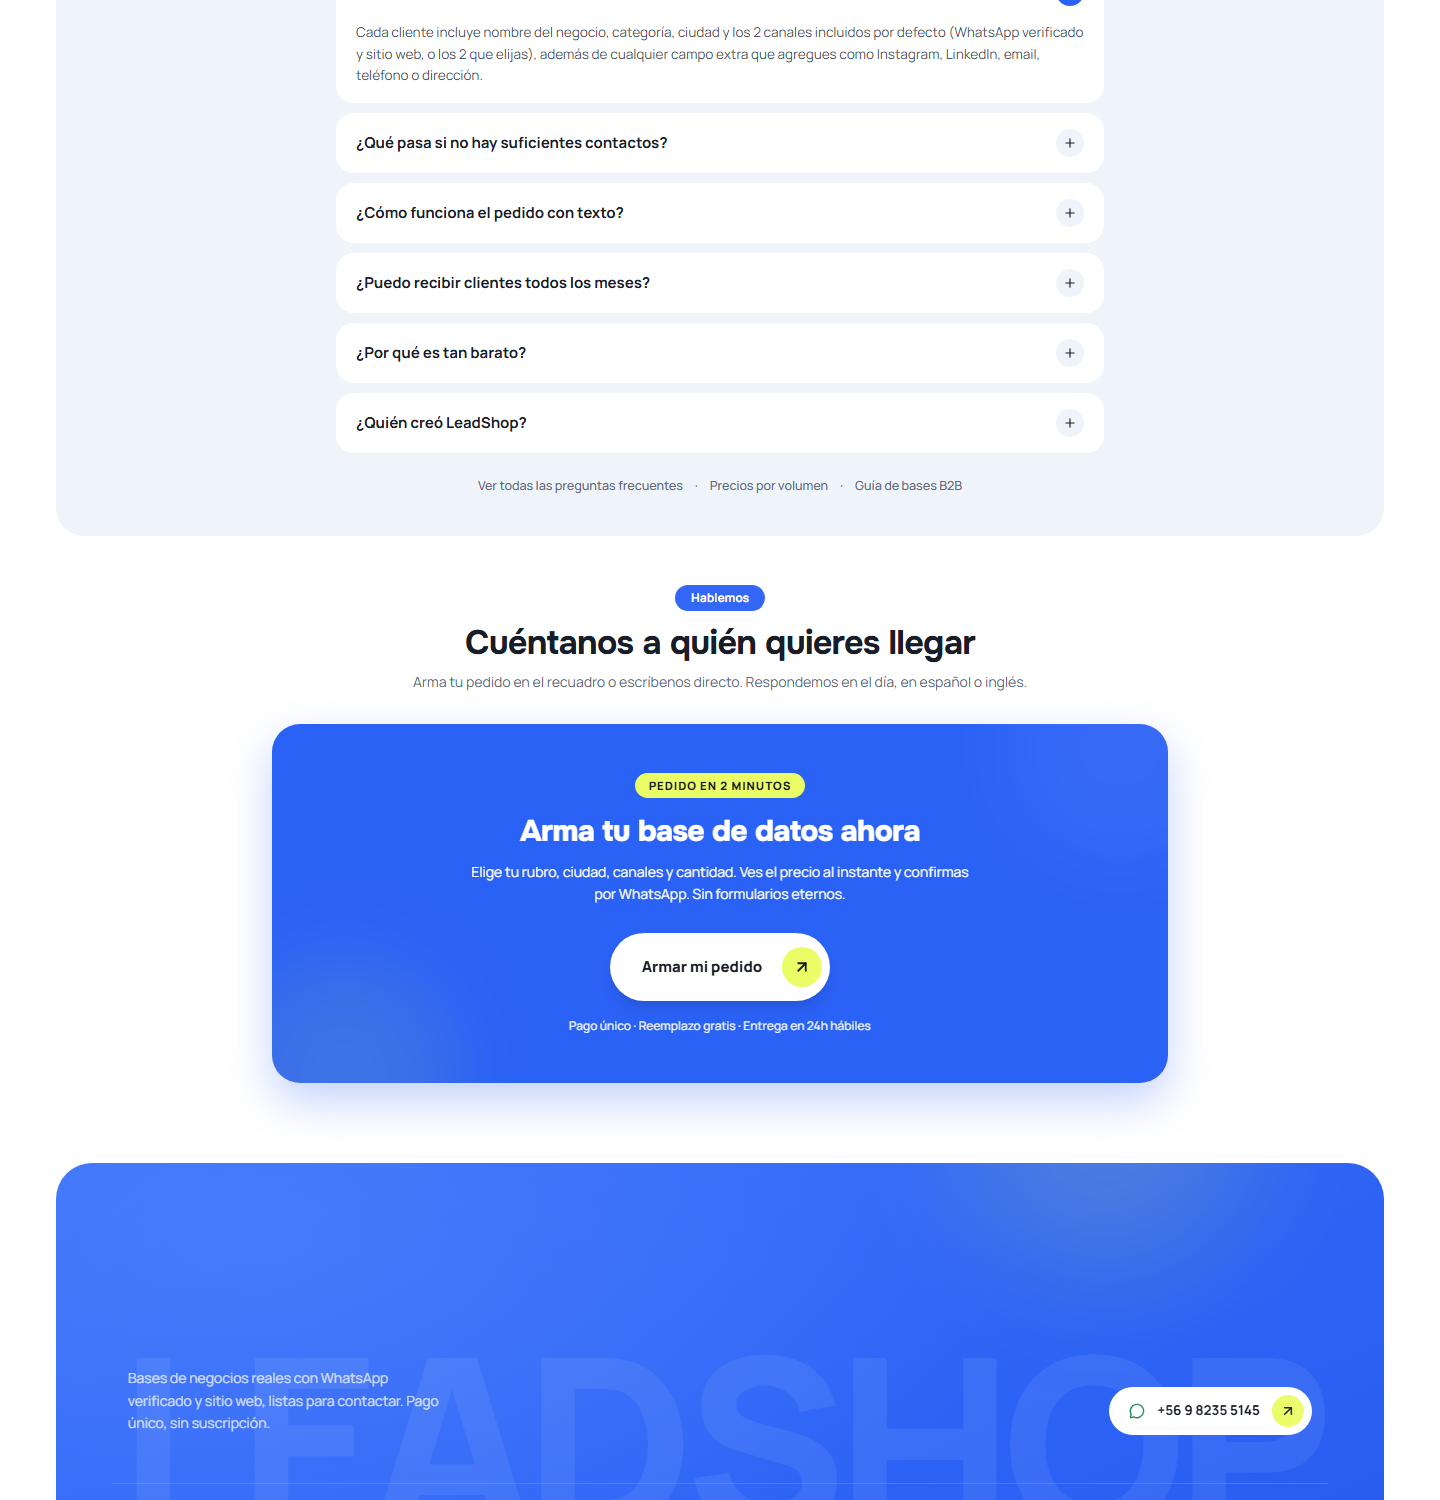 Cada cliente incluye nombre del negocio, categoría, ciudad y los 2 canales incluidos por defecto (WhatsApp verificado
y sitio web, o los 2 que elijas), además de cualquier campo extra que agregues como Instagram, LinkedIn, email,
teléfono o dirección.
¿Qué pasa si no hay suficientes contactos?
¿Cómo funciona el pedido con texto?
¿Puedo recibir clientes todos los meses?
¿Por qué es tan barato?
¿Quién creó LeadShop?
Ver todas las preguntas frecuentes · Precios por volumen · Guía de bases B2B
Hablemos
Cuéntanos a quién quieres llegar
Arma tu pedido en el recuadro o escríbenos directo. Respondemos en el día, en español o inglés.
PEDIDO EN 2 MINUTOS
Arma tu base de datos ahora
Elige tu rubro, ciudad, canales y cantidad. Ves el precio al instante y confirmas
por WhatsApp. Sin formularios eternos.
Armar mi pedido
Pago único · Reemplazo gratis · Entrega en 24h hábiles
LEADSHOP
Bases de negocios reales con WhatsApp
verificado y sitio web, listas para contactar. Pago
único, sin suscripción.
+56 9 8235 5145